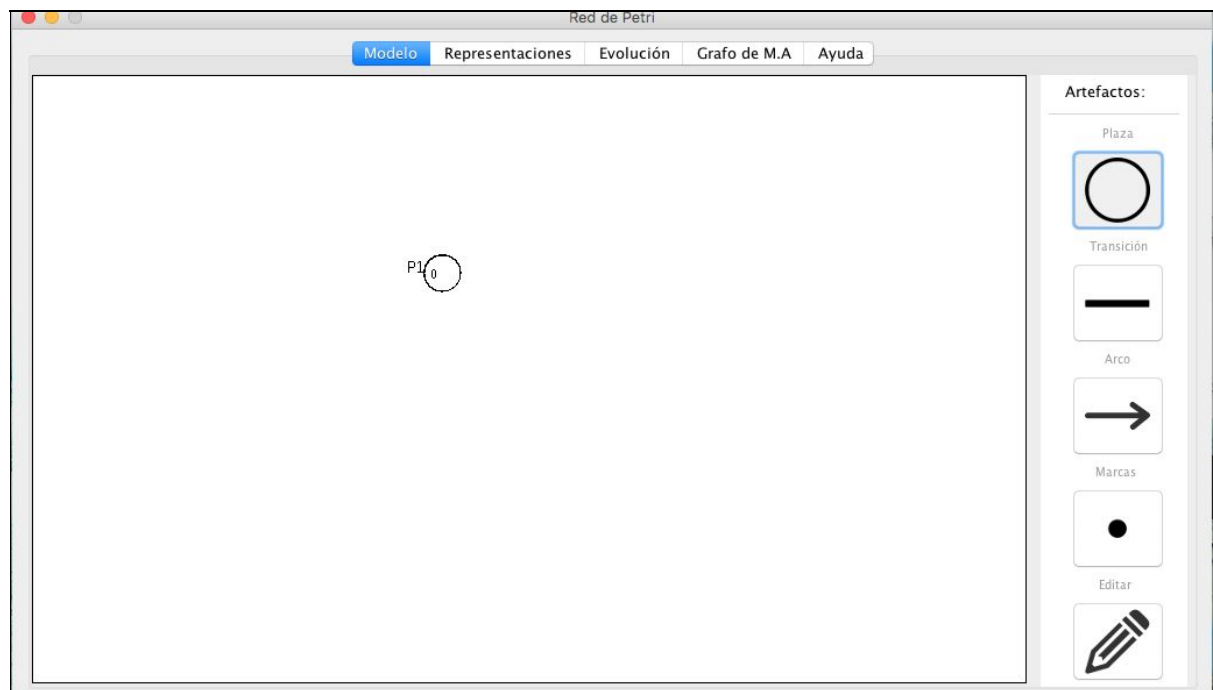 Red de Petri
Modelo Representaciones Evolución Grafo de M.A Ayuda
Artefactos:
Plaza
Transición
Arco
Marcas
Editar
P1
0